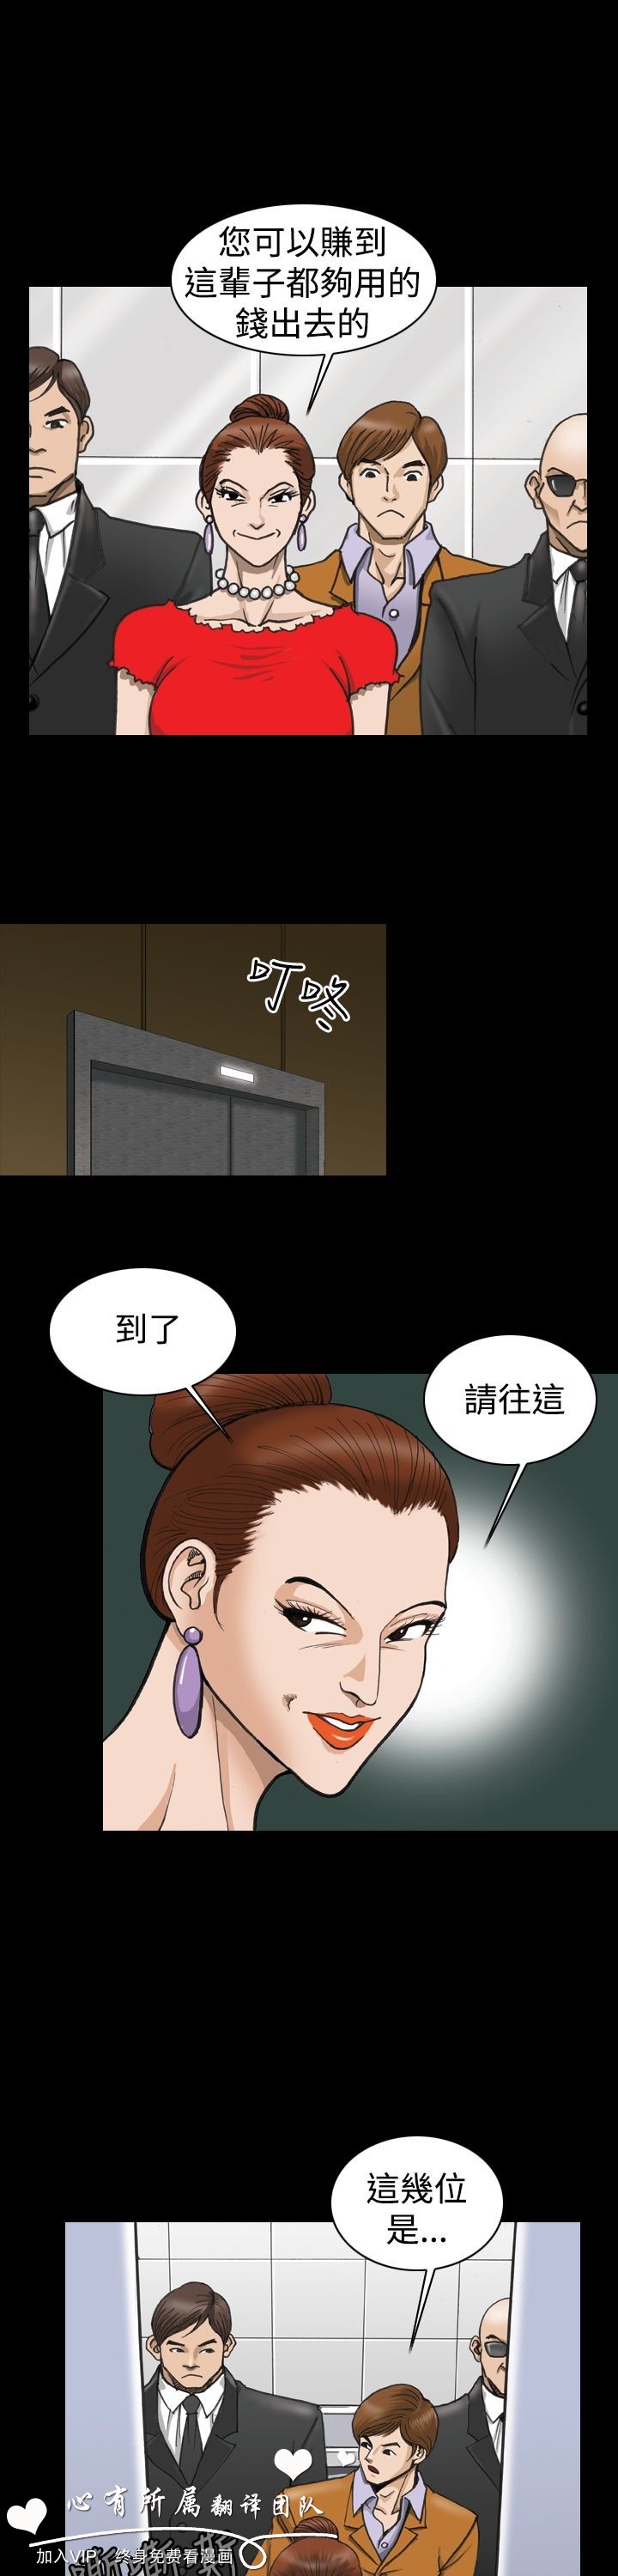 您可以賺到
這輩子都夠用的
錢出去的
叮咚
到了
請往這
這幾位
是...
心有所属翻译团队
加入VIP，终身免费看漫画